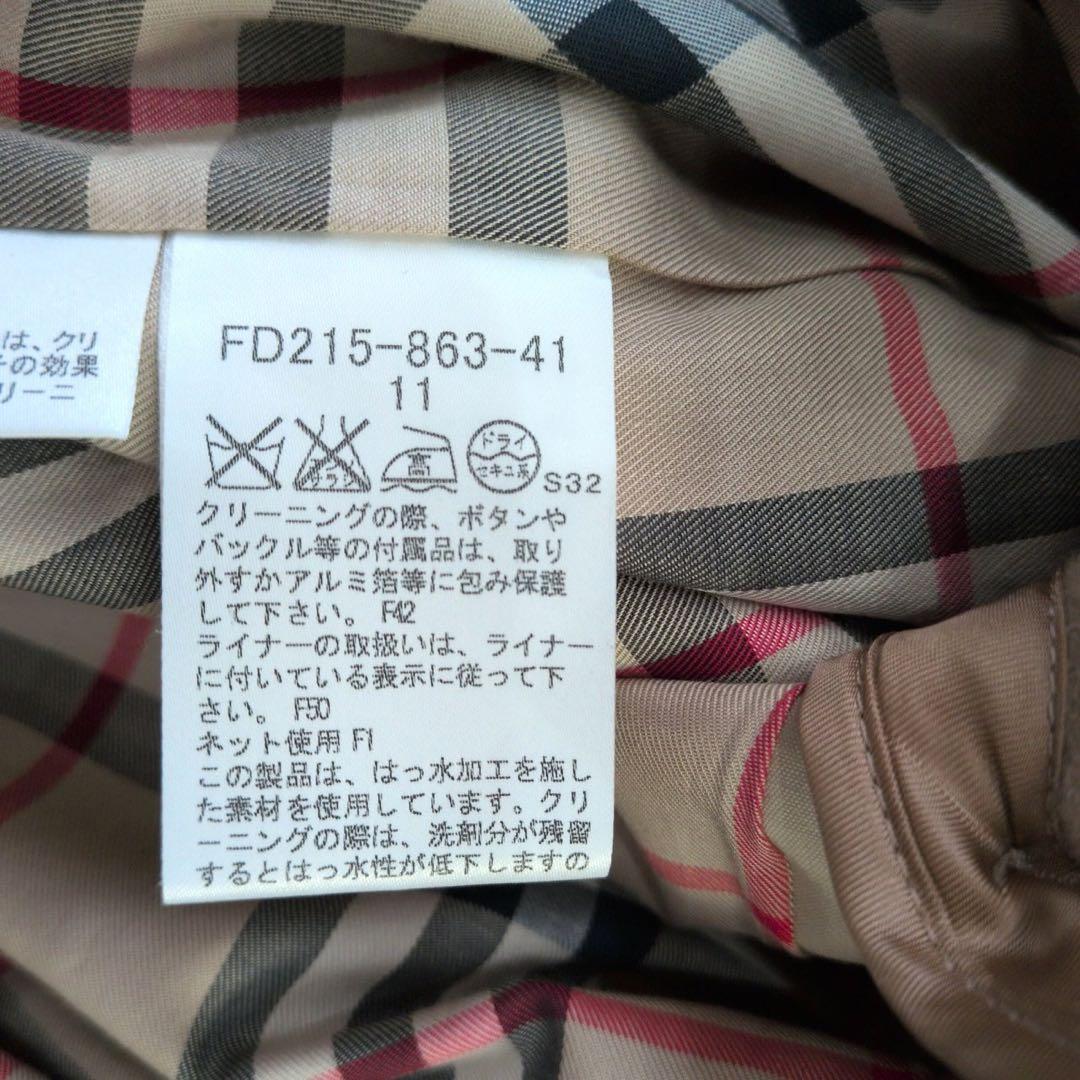 は、クリ
の効果
リーニ
FD215-863-41
11
エンソ
サラシ
高
ドライ
セキユ系
S32
クリーニングの際、ボタンや
バックル等の付属品は、取り
外すかアルミ箔等に包み保護
して下さい。 F42
ライナーの取扱いは、ライナー
に付いている表示に従って下
さい。 F50
ネット使用 F1
この製品は、はっ水加工を施し
た素材を使用しています。クリ
ーニングの際は、洗剤分が残留
するとはっ水性が低下しますの